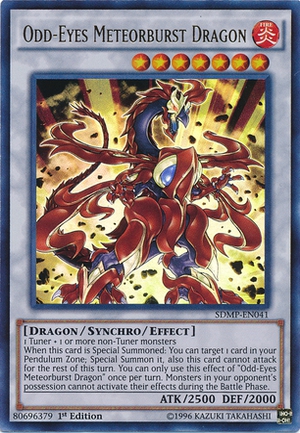 ODD-EYES METEORBURST DRAGON
FIRE
炎
SDMP-EN041
[DRAGON/SYNCHRO/EFFECT]
1 Tuner + 1 or more non-Tuner monsters
When this card is Special Summoned: You can target 1 card in your
Pendulum Zone; Special Summon it, also this card cannot attack
for the rest of this turn. You can only use this effect of "Odd-Eyes
Meteorburst Dragon" once per turn. Monsters in your opponent's
possession cannot activate their effects during the Battle Phase.
ATK/2500 DEF/2000
80696379 1st Edition ©1996 KAZUKI TAKAHASHI